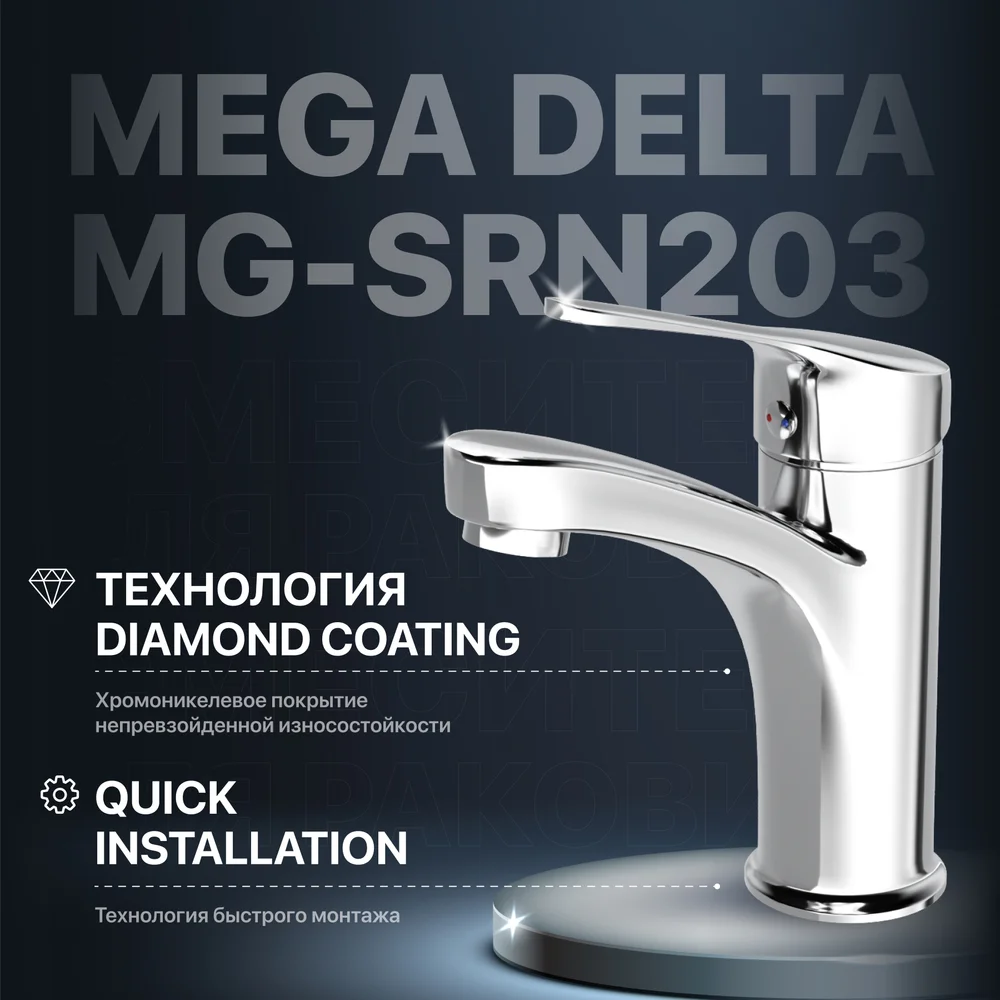 MEGA DELTA
MG-SRN203
ТЕХНОЛОГИЯ
DIAMOND COATING
Хромоникелевое покрытие
непревзойденной износостойкости
QUICK
INSTALLATION
Технология быстрого монтажа